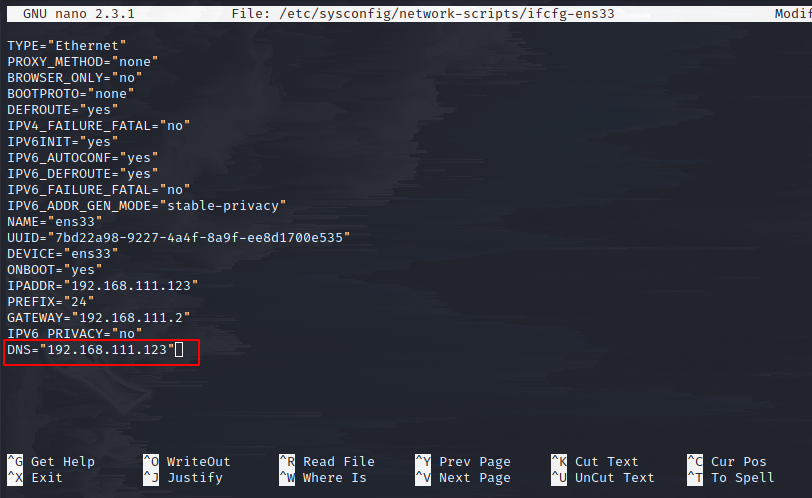 GNU nano 2.3.1 File: /etc/sysconfig/network-scripts/ifcfg-ens33 Modif
TYPE="Ethernet"
PROXY_METHOD="none"
BROWSER_ONLY="no"
BOOTPROTO="none"
DEFROUTE="yes"
IPV4_FAILURE_FATAL="no"
IPV6INIT="yes"
IPV6_AUTOCONF="yes"
IPV6_DEFROUTE="yes"
IPV6_FAILURE_FATAL="no"
IPV6_ADDR_GEN_MODE="stable-privacy"
NAME="ens33"
UUID="7bd22a98-9227-4a4f-8a9f-ee8d1700e535"
DEVICE="ens33"
ONBOOT="yes"
IPADDR="192.168.111.123"
PREFIX="24"
GATEWAY="192.168.111.2"
IPV6_PRIVACY="no"
DNS="192.168.111.123"
^G Get Help ^O WriteOut ^R Read File ^Y Prev Page ^K Cut Text ^C Cur Pos
^X Exit ^J Justify ^W Where Is ^V Next Page ^U UnCut Text ^T To Spell